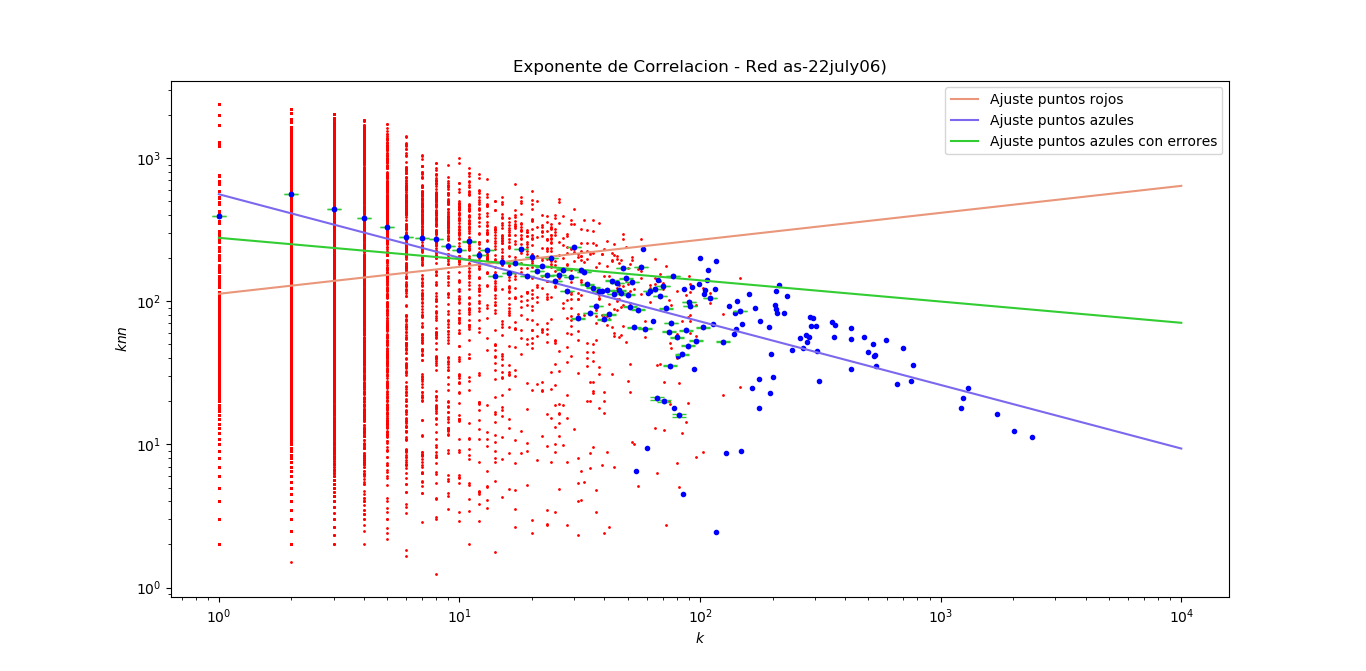 Exponente de Correlacion - Red as-22july06)
Ajuste puntos rojos
Ajuste puntos azules
Ajuste puntos azules con errores
knn
10³
10²
10¹
10⁰
10⁰ 10¹ 10² 10³ 10⁴
k